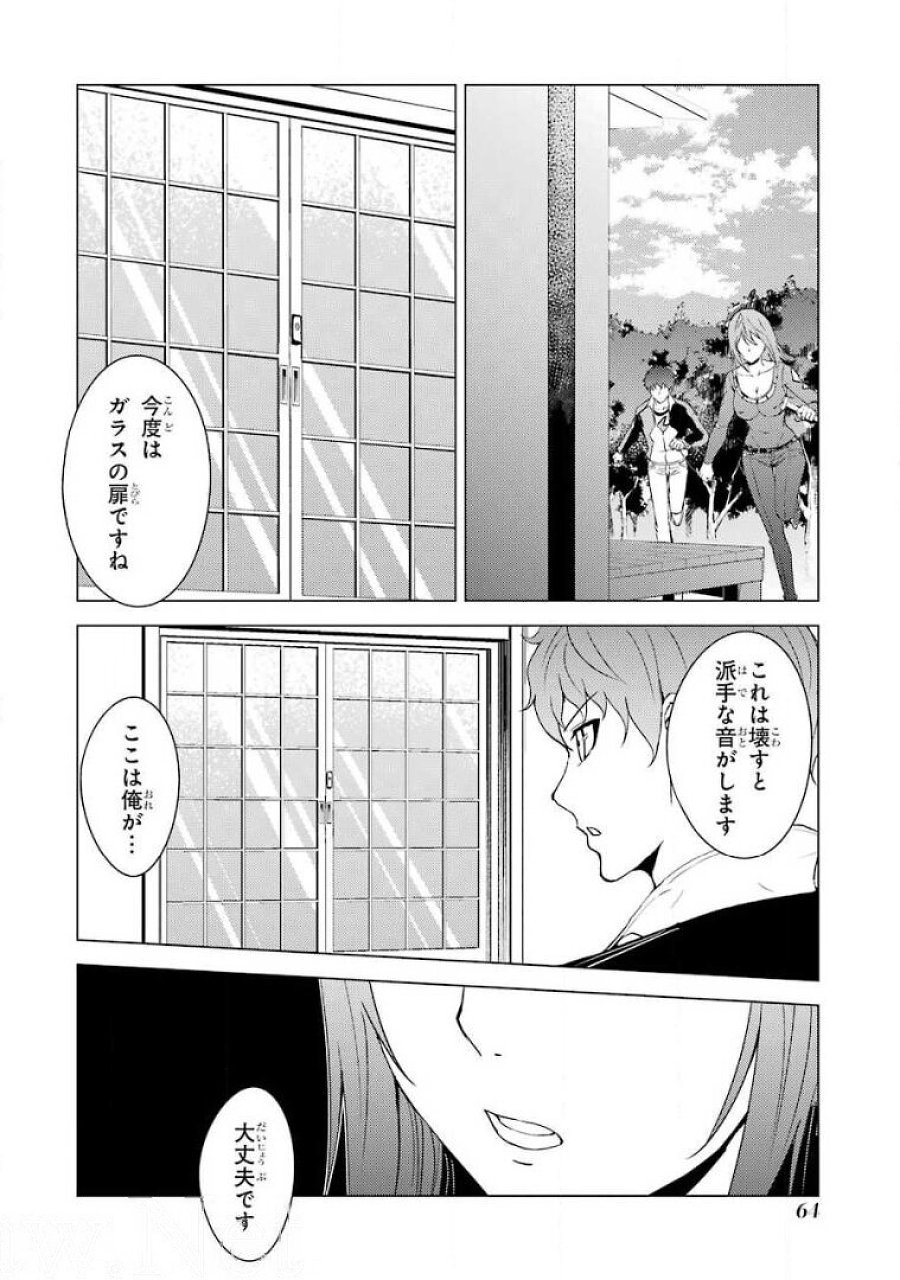 今度は
ガラスの扉ですね
これは壊すと
派手な音がします
ここは俺が…
大丈夫です
64